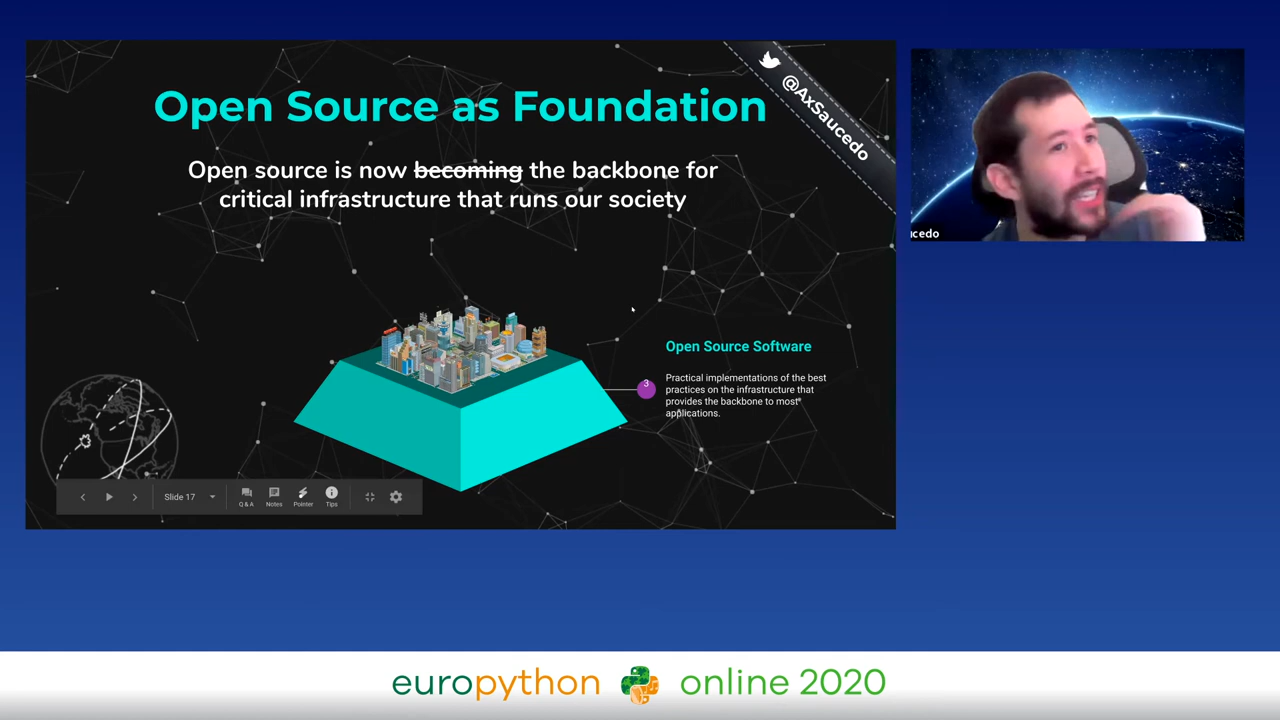 Open Source as Foundation
@AxSaucedo
Open source is now becoming the backbone for
critical infrastructure that runs our society
Open Source Software
3
Practical implementations of the best
practices on the infrastructure that
provides the backbone to most
applications.
Slide 17
Q & A
Notes
Pointer
Tips
ucedo
europython online 2020